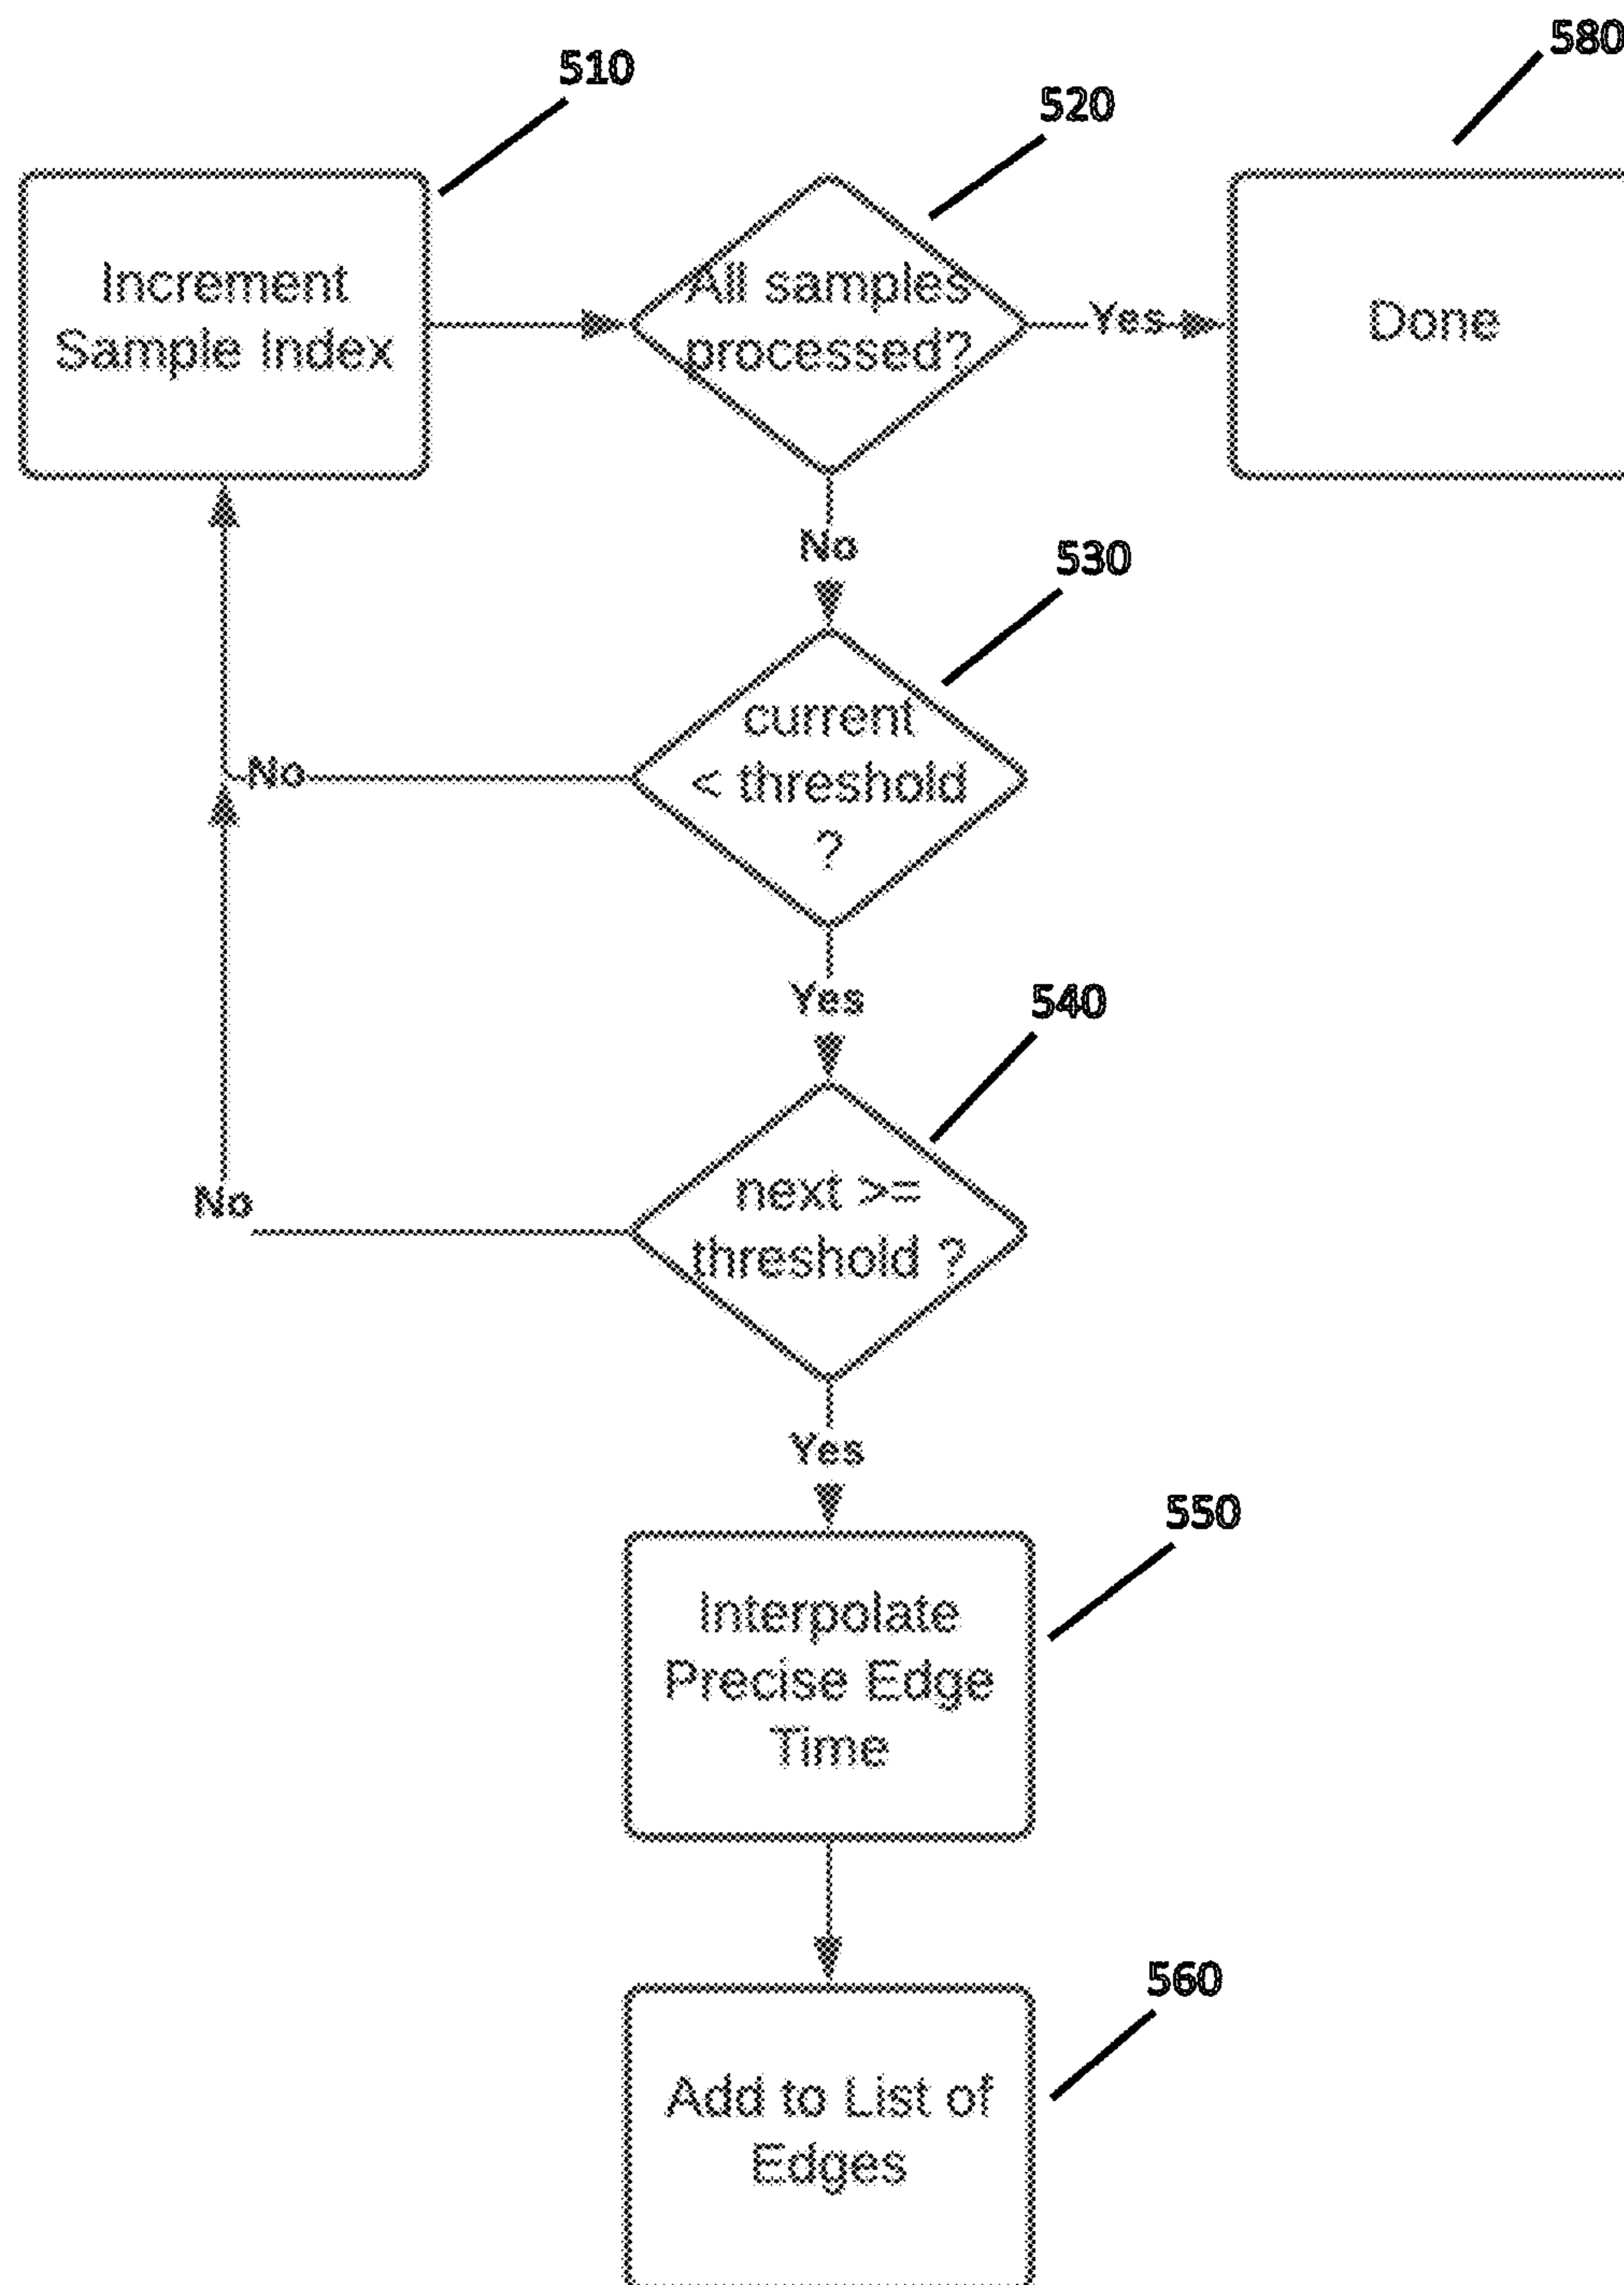 510
520
580
Increment
Sample Index
All samples
processed?
Yes
Done
No
530
current
< threshold
?
No
Yes
540
next >=
threshold ?
No
Yes
550
Interpolate
Precise Edge
Time
560
Add to List of
Edges